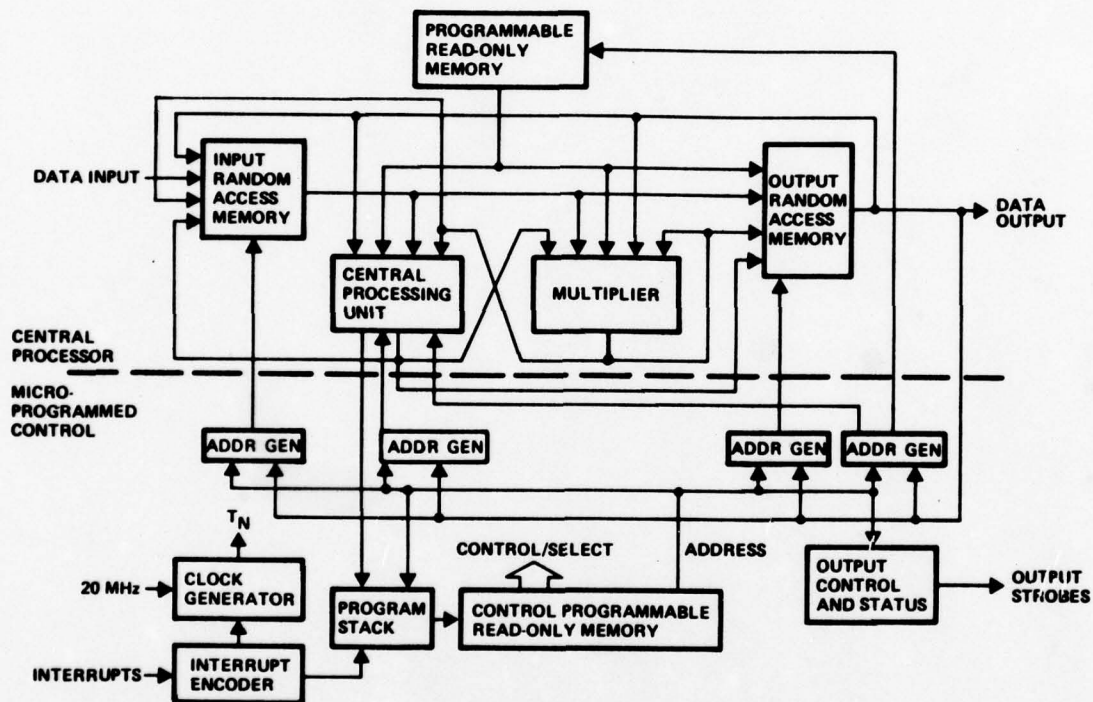 PROGRAMMABLE
READ-ONLY
MEMORY
DATA INPUT
INPUT
RANDOM
ACCESS
MEMORY
OUTPUT
RANDOM
ACCESS
MEMORY
DATA
OUTPUT
CENTRAL
PROCESSING
UNIT
MULTIPLIER
CENTRAL
PROCESSOR
MICRO-
PROGRAMMED
CONTROL
ADDR GEN
ADDR GEN
ADDR GEN
ADDR GEN
TN
CONTROL/SELECT
ADDRESS
20 MHz
CLOCK
GENERATOR
PROGRAM
STACK
CONTROL PROGRAMMABLE
READ-ONLY MEMORY
OUTPUT
CONTROL
AND STATUS
OUTPUT
STROBES
INTERRUPTS
INTERRUPT
ENCODER